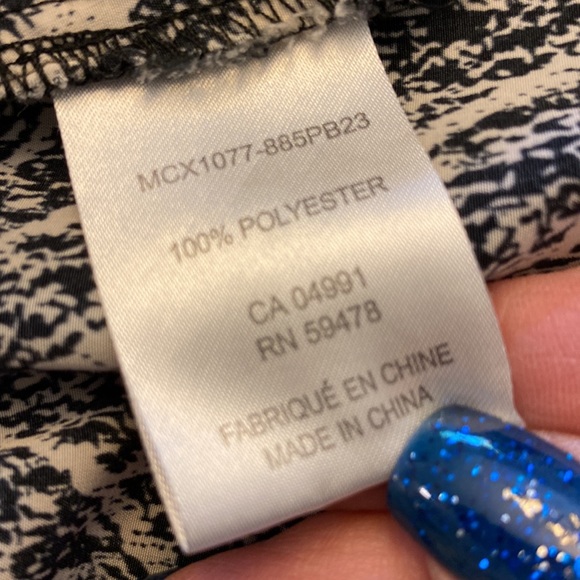 MCX1077-885PB23
100% POLYESTER
CA 04991
RN 59478
FABRIQUÉ EN CHINE
MADE IN CHINA